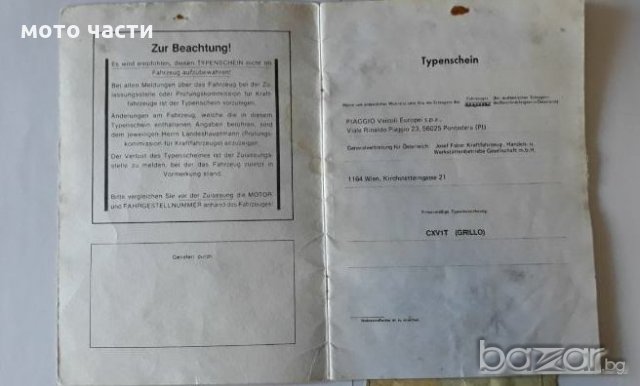 мото части
Zur Beachtung!
Es wird empfohlen, diesen TYPENSCHEIN nicht im
Fahrzeug aufzubewahren!
Bei allen Meldungen über das Fahrzeug bei der Zu-
lassungsstelle oder Prüfungskommission für Kraft-
fahrzeuge ist der Typenschein vorzulegen.
Änderungen am Fahrzeug, welche die in diesem
Typenschein enthaltenen Angaben berühren, sind
dem jeweiligen Herrn Landeshauptmann (Prüfungs-
kommission für Kraftfahrzeuge) anzuzeigen.
Der Verlust des Typenscheines ist der Zulassungs-
stelle zu melden, bei der das Fahrzeug zuletzt in
Vormerkung stand.
Bitte vergleichen Sie vor der Zulassung die MOTOR
und FAHRGESTELLNUMMER anhand des Fahrzeuges!
durch
Typenschein
PIAGGIO Veicoli Europei s.p.a.,
Viale Rinaldo Piaggio 23, 56025 Pontedera (PI)
Generalvertretung für Österreich: Josef Faber Kraftfahrzeug Handels- u.
Werkstättenbetriebe Gesellschaft m.b.H.
1164 Wien, Kirchstetterngasse 21
Typenbezeichnung
CXV1T (GRILLO)
bazar.bg